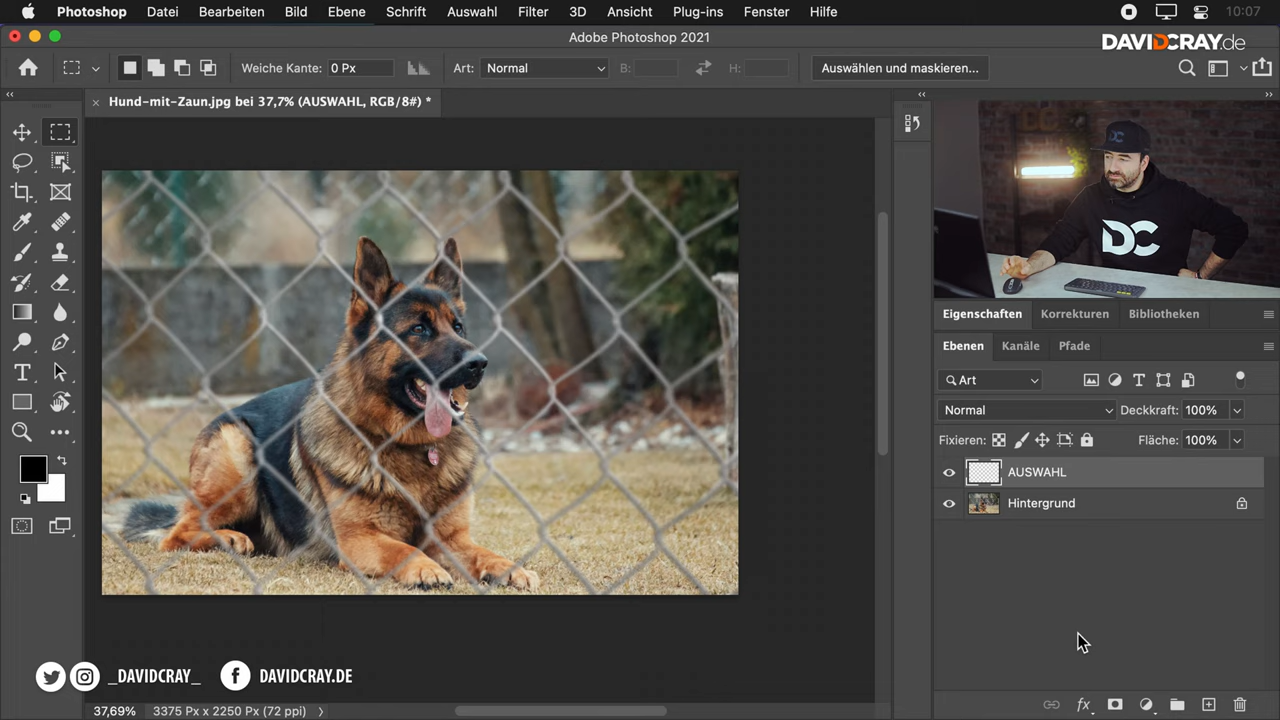 Photoshop Datei Bearbeiten Bild Ebene Schrift Auswahl Filter 3D Ansicht Plug-ins Fenster Hilfe 10:07
Adobe Photoshop 2021
DAVIDCRAY.de
Weiche Kante: 0 Px Art: Normal B: H: Auswählen und maskieren...
Hund-mit-Zaun.jpg bei 37,7% (AUSWAHL, RGB/8#) *
DC
Eigenschaften Korrekturen Bibliotheken
Ebenen Kanäle Pfade
Art
Normal Deckkraft: 100%
Fixieren: Fläche: 100%
AUSWAHL
Hintergrund
_DAVIDCRAY_ DAVIDCRAY.DE
37,69% 3375 Px x 2250 Px (72 ppi)
fx